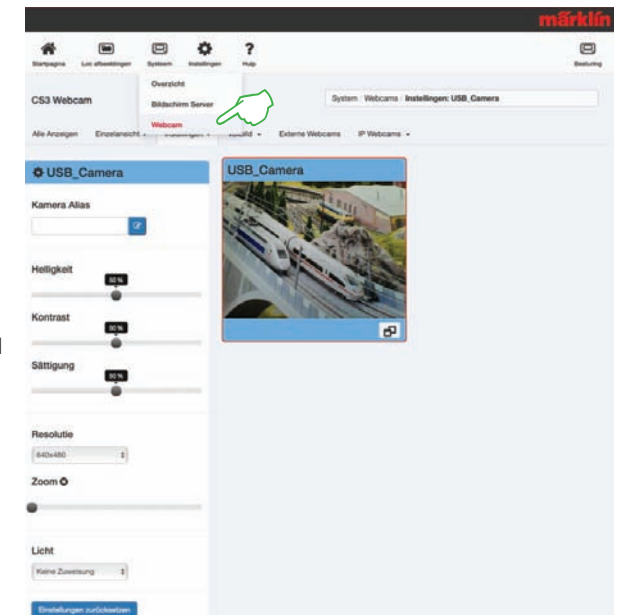 märklin
Startpagina Loc afbeeldingen Systeem Instellingen Hulp Besturing
Overzicht
Bildschirm Server
Webcam
CS3 Webcam
System / Webcams / Instellingen: USB_Camera
Alle Anzeigen Einzelansicht Externe Webcams IP Webcams
USB_Camera
USB_Camera
Kamera Alias
Helligkeit
50 %
Kontrast
50 %
Sättigung
50 %
Resolutie
640x480
Zoom
Licht
Keine Zuweisung
Einstellungen zurücksetzen